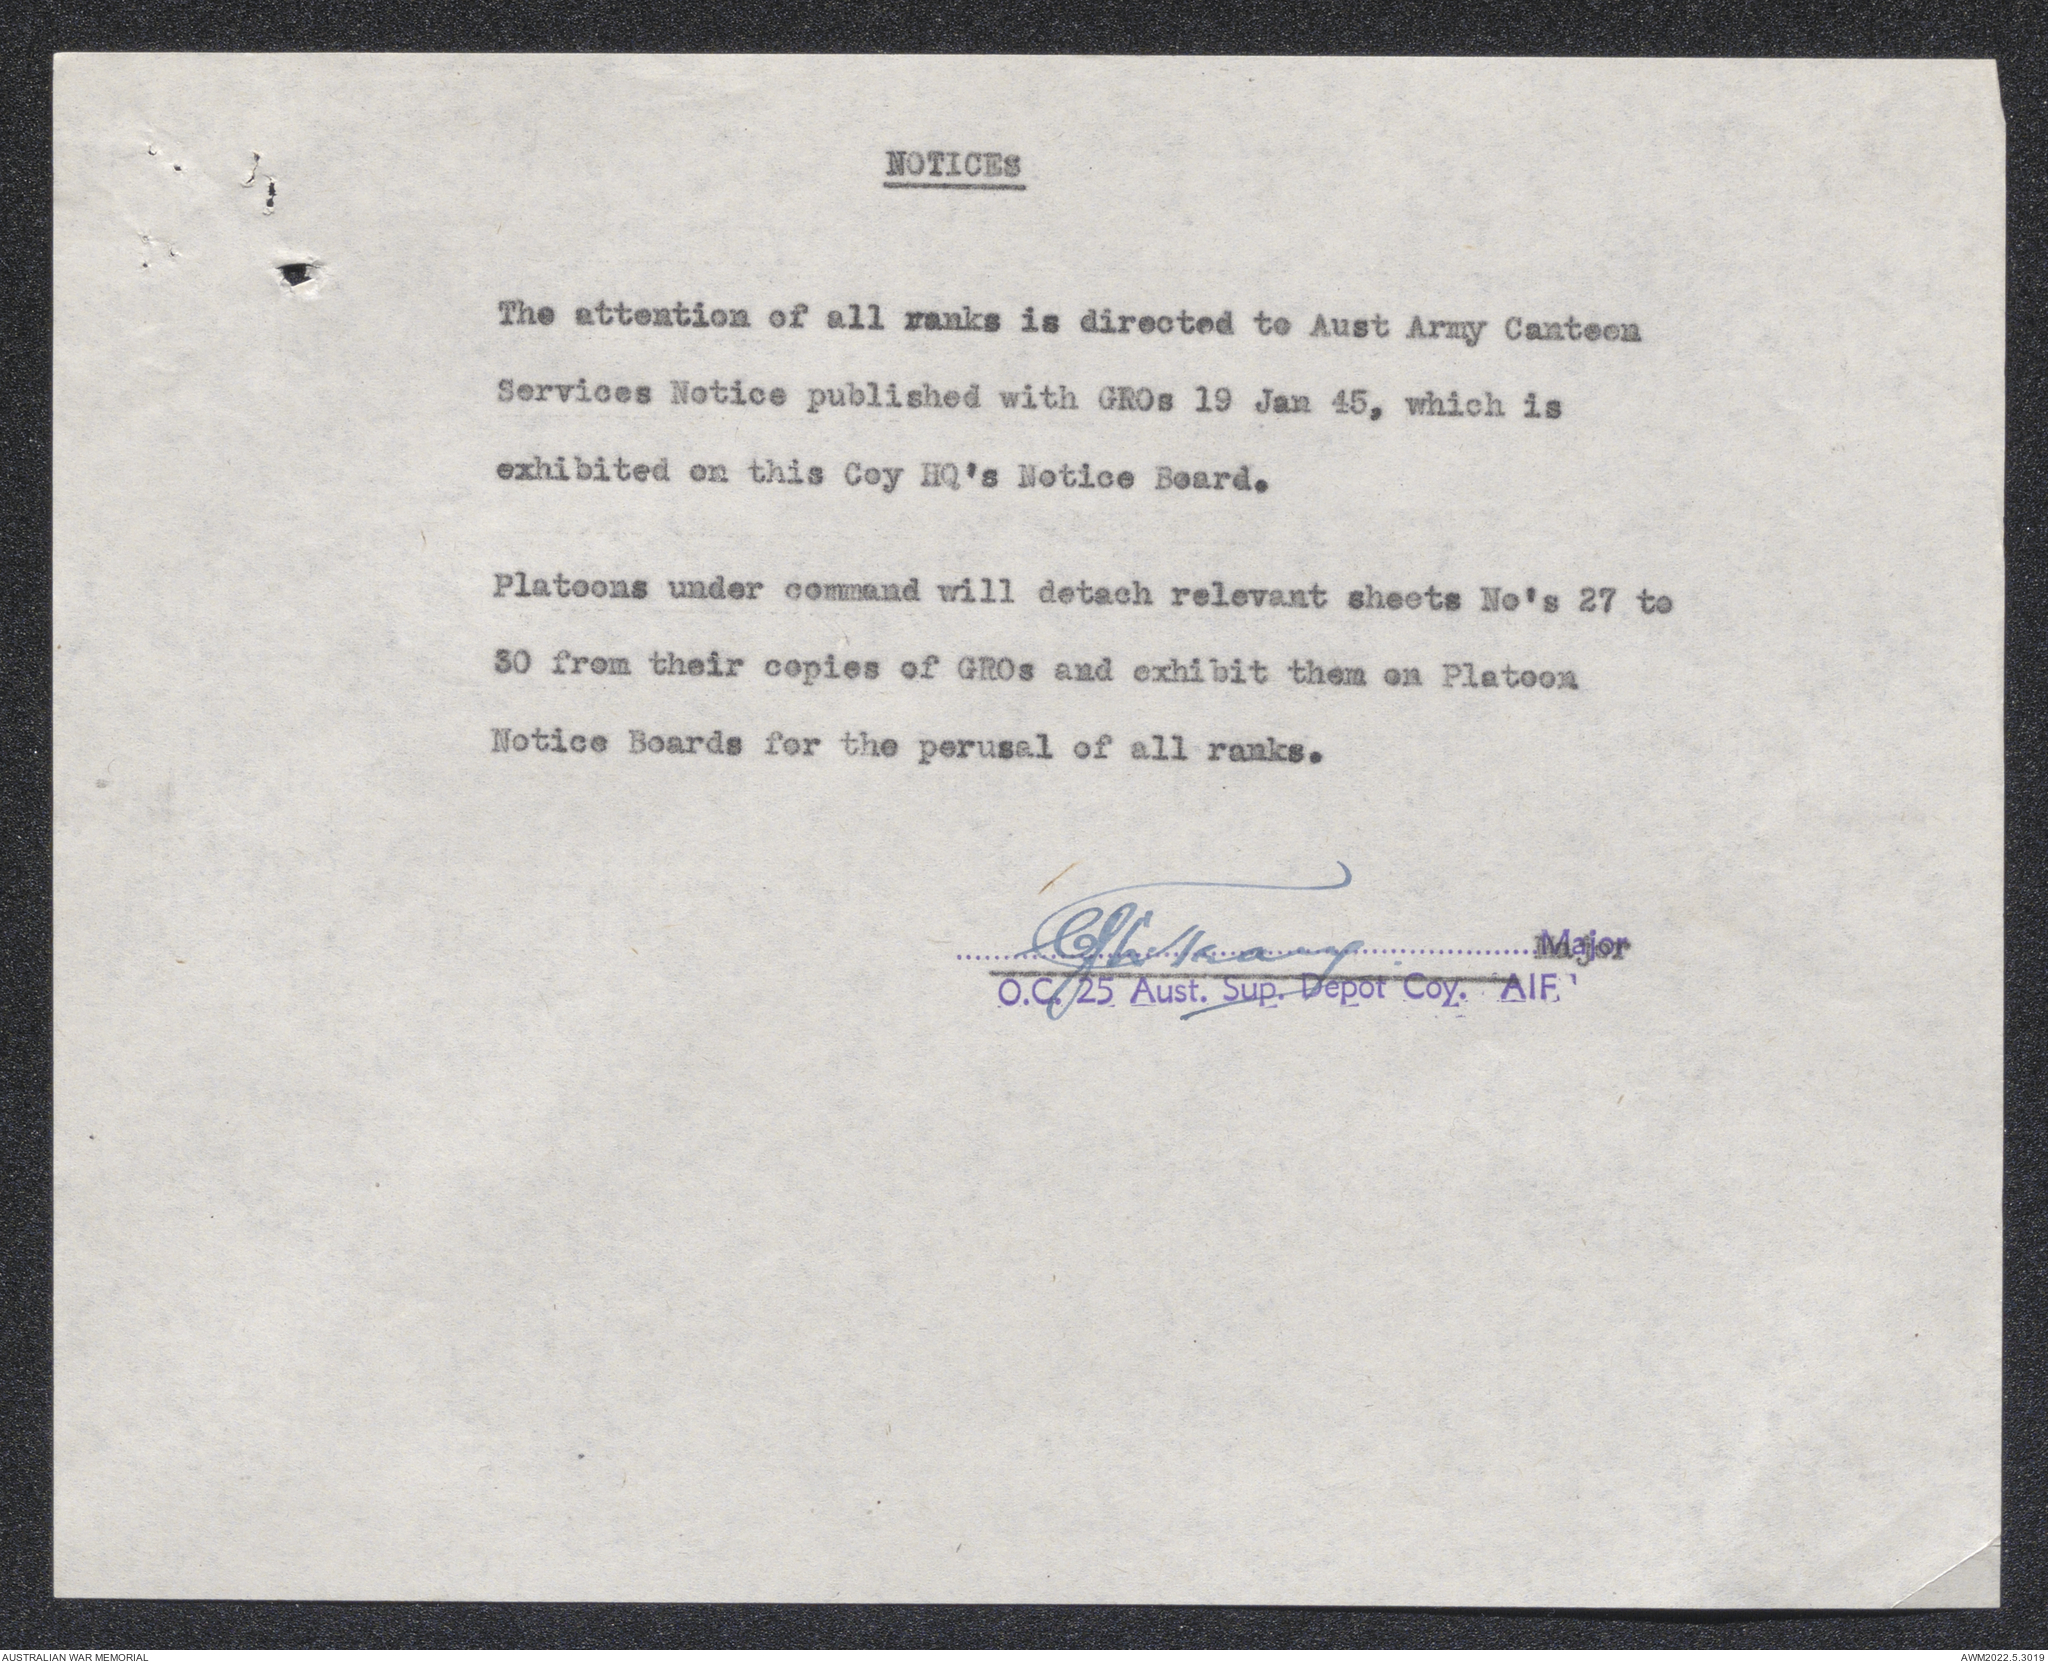 NOTICES
The attention of all ranks is directed to Aust Army Canteen
Services Notice published with GROs 19 Jan 45, which is
exhibited on this Coy HQ's Notice Board.
Platoons under command will detach relevant sheets No's 27 to
30 from their copies of GROs and exhibit them on Platoon
Notice Boards for the perusal of all ranks.
Major
Major
O.C. 25 Aust. Sup. Depot Coy. AIF
AUSTRALIAN WAR MEMORIAL
AWM2022.5.3019